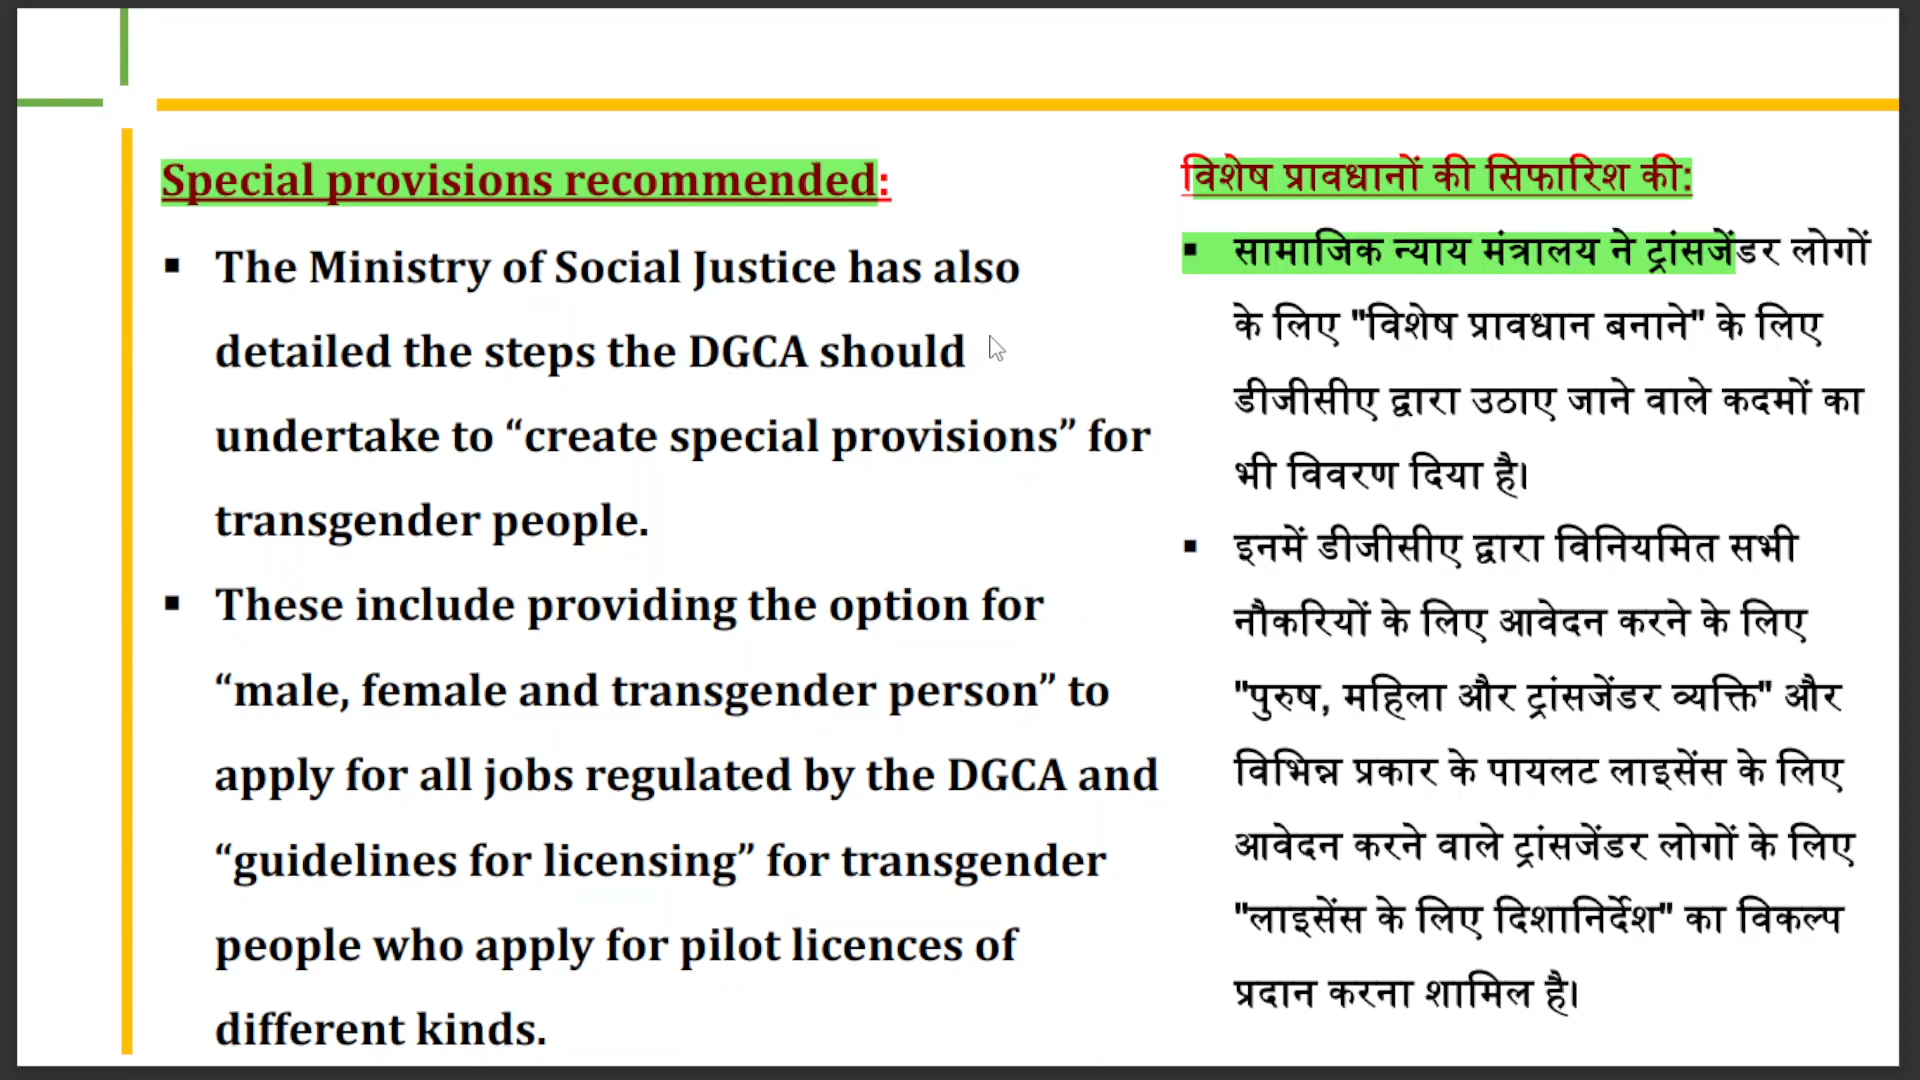 Special provisions recommended:
▪ The Ministry of Social Justice has also
detailed the steps the DGCA should
undertake to “create special provisions” for
transgender people.
▪ These include providing the option for
“male, female and transgender person” to
apply for all jobs regulated by the DGCA and
“guidelines for licensing” for transgender
people who apply for pilot licences of
different kinds.
विशेष प्रावधानों की सिफारिश की:
▪ सामाजिक न्याय मंत्रालय ने ट्रांसजेंडर लोगों
के लिए "विशेष प्रावधान बनाने" के लिए
डीजीसीए द्वारा उठाए जाने वाले कदमों का
भी विवरण दिया है।
▪ इनमें डीजीसीए द्वारा विनियमित सभी
नौकरियों के लिए आवेदन करने के लिए
"पुरुष, महिला और ट्रांसजेंडर व्यक्ति" और
विभिन्न प्रकार के पायलट लाइसेंस के लिए
आवेदन करने वाले ट्रांसजेंडर लोगों के लिए
"लाइसेंस के लिए दिशानिर्देश" का विकल्प
प्रदान करना शामिल है।